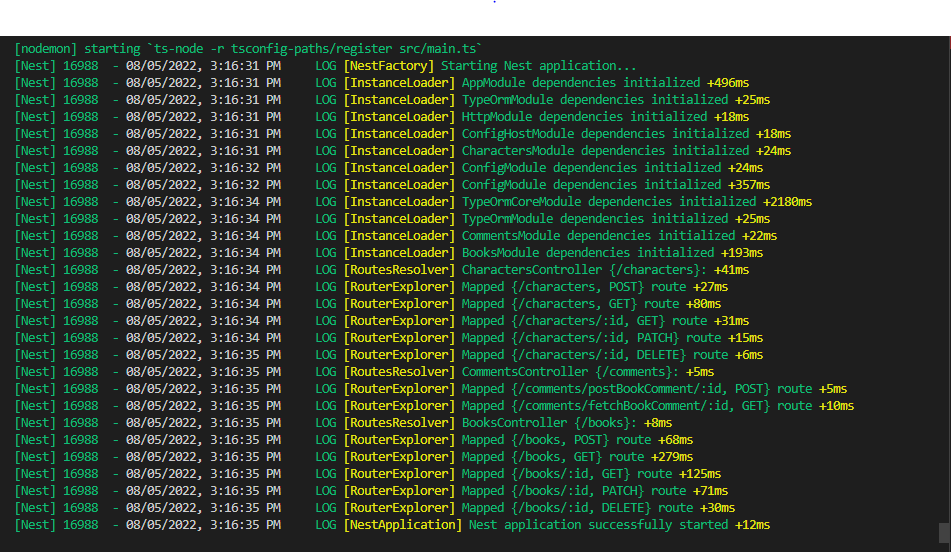 [nodemon] starting `ts-node -r tsconfig-paths/register src/main.ts`
[Nest] 16988  - 08/05/2022, 3:16:31 PM     LOG [NestFactory] Starting Nest application...
[Nest] 16988  - 08/05/2022, 3:16:31 PM     LOG [InstanceLoader] AppModule dependencies initialized +496ms
[Nest] 16988  - 08/05/2022, 3:16:31 PM     LOG [InstanceLoader] TypeOrmModule dependencies initialized +25ms
[Nest] 16988  - 08/05/2022, 3:16:31 PM     LOG [InstanceLoader] HttpModule dependencies initialized +18ms
[Nest] 16988  - 08/05/2022, 3:16:31 PM     LOG [InstanceLoader] ConfigHostModule dependencies initialized +18ms
[Nest] 16988  - 08/05/2022, 3:16:31 PM     LOG [InstanceLoader] CharactersModule dependencies initialized +24ms
[Nest] 16988  - 08/05/2022, 3:16:32 PM     LOG [InstanceLoader] ConfigModule dependencies initialized +24ms
[Nest] 16988  - 08/05/2022, 3:16:32 PM     LOG [InstanceLoader] ConfigModule dependencies initialized +357ms
[Nest] 16988  - 08/05/2022, 3:16:34 PM     LOG [InstanceLoader] TypeOrmCoreModule dependencies initialized +2180ms
[Nest] 16988  - 08/05/2022, 3:16:34 PM     LOG [InstanceLoader] TypeOrmModule dependencies initialized +25ms
[Nest] 16988  - 08/05/2022, 3:16:34 PM     LOG [InstanceLoader] CommentsModule dependencies initialized +22ms
[Nest] 16988  - 08/05/2022, 3:16:34 PM     LOG [InstanceLoader] BooksModule dependencies initialized +193ms
[Nest] 16988  - 08/05/2022, 3:16:34 PM     LOG [RoutesResolver] CharactersController {/characters}: +41ms
[Nest] 16988  - 08/05/2022, 3:16:34 PM     LOG [RouterExplorer] Mapped {/characters, POST} route +27ms
[Nest] 16988  - 08/05/2022, 3:16:34 PM     LOG [RouterExplorer] Mapped {/characters, GET} route +80ms
[Nest] 16988  - 08/05/2022, 3:16:34 PM     LOG [RouterExplorer] Mapped {/characters/:id, GET} route +31ms
[Nest] 16988  - 08/05/2022, 3:16:34 PM     LOG [RouterExplorer] Mapped {/characters/:id, PATCH} route +15ms
[Nest] 16988  - 08/05/2022, 3:16:35 PM     LOG [RouterExplorer] Mapped {/characters/:id, DELETE} route +6ms
[Nest] 16988  - 08/05/2022, 3:16:35 PM     LOG [RoutesResolver] CommentsController {/comments}: +5ms
[Nest] 16988  - 08/05/2022, 3:16:35 PM     LOG [RouterExplorer] Mapped {/comments/postBookComment/:id, POST} route +5ms
[Nest] 16988  - 08/05/2022, 3:16:35 PM     LOG [RouterExplorer] Mapped {/comments/fetchBookComment/:id, GET} route +10ms
[Nest] 16988  - 08/05/2022, 3:16:35 PM     LOG [RoutesResolver] BooksController {/books}: +8ms
[Nest] 16988  - 08/05/2022, 3:16:35 PM     LOG [RouterExplorer] Mapped {/books, POST} route +68ms
[Nest] 16988  - 08/05/2022, 3:16:35 PM     LOG [RouterExplorer] Mapped {/books, GET} route +279ms
[Nest] 16988  - 08/05/2022, 3:16:35 PM     LOG [RouterExplorer] Mapped {/books/:id, GET} route +125ms
[Nest] 16988  - 08/05/2022, 3:16:35 PM     LOG [RouterExplorer] Mapped {/books/:id, PATCH} route +71ms
[Nest] 16988  - 08/05/2022, 3:16:35 PM     LOG [RouterExplorer] Mapped {/books/:id, DELETE} route +30ms
[Nest] 16988  - 08/05/2022, 3:16:35 PM     LOG [NestApplication] Nest application successfully started +12ms